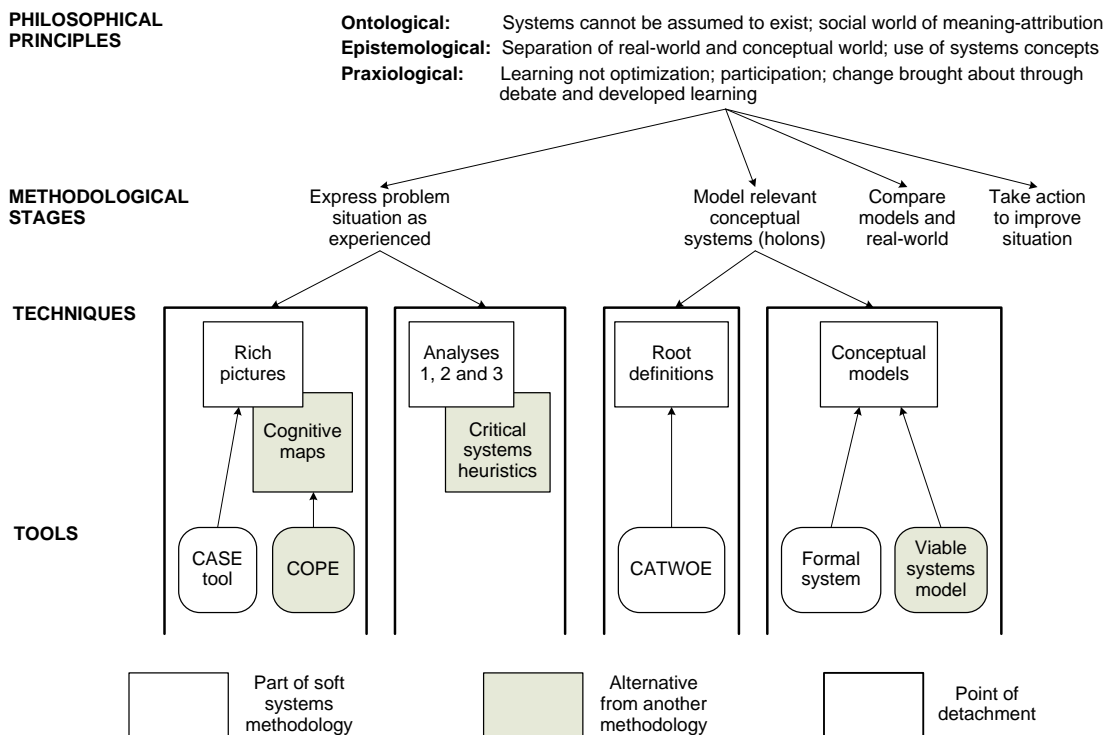 PHILOSOPHICAL
PRINCIPLES
Ontological: Systems cannot be assumed to exist; social world of meaning-attribution
Epistemological: Separation of real-world and conceptual world; use of systems concepts
Praxiological: Learning not optimization; participation; change brought about through
debate and developed learning
METHODOLOGICAL
STAGES
Express problem
situation as
experienced
Model relevant
conceptual
systems (holons)
Compare
models and
real-world
Take action
to improve
situation
TECHNIQUES
Rich
pictures
Cognitive
maps
Analyses
1, 2 and 3
Critical
systems
heuristics
Root
definitions
Conceptual
models
TOOLS
CASE
tool
COPE
CATWOE
Formal
system
Viable
systems
model
Part of soft
systems
methodology
Alternative
from another
methodology
Point of
detachment